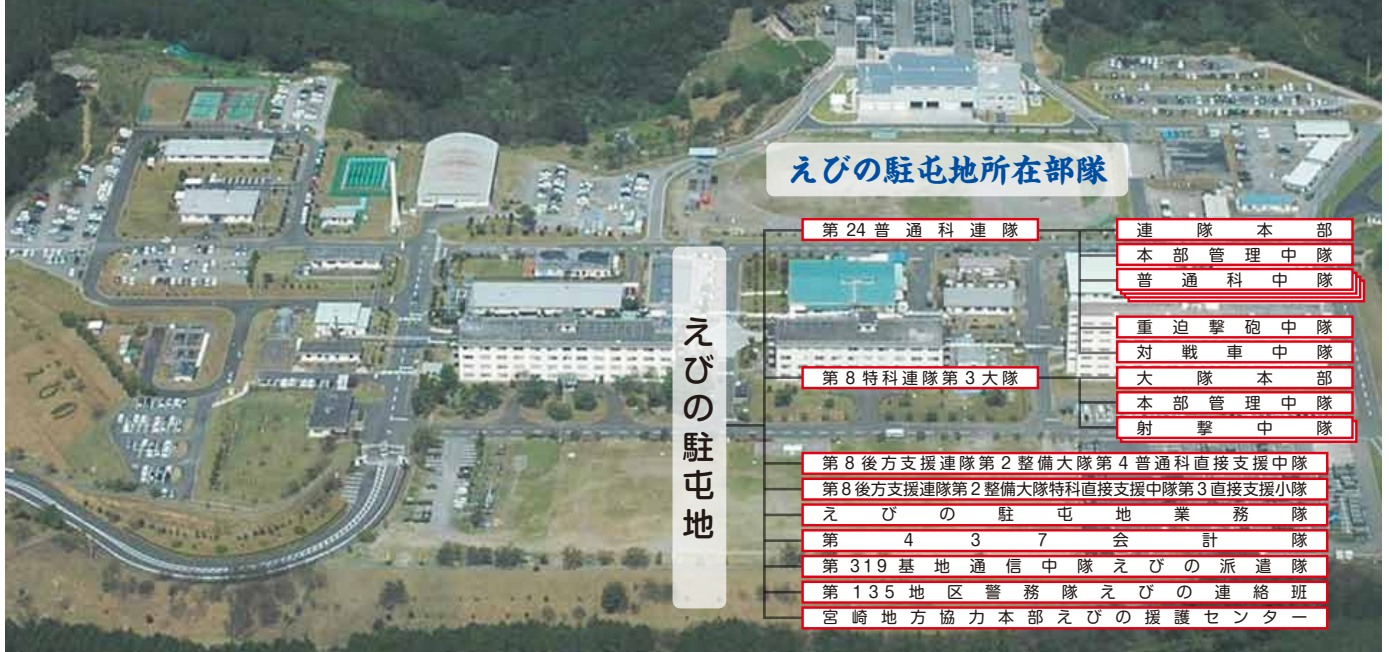 えびの駐屯地所在部隊
えびの駐屯地
第24普通科連隊
連隊本部
本部管理中隊
普通科中隊
重迫撃砲中隊
対戦車中隊
第8特科連隊第3大隊
大隊本部
本部管理中隊
射撃中隊
第8後方支援連隊第2整備大隊第4普通科直接支援中隊
第8後方支援連隊第2整備大隊特科直接支援中隊第3直接支援小隊
えびの駐屯地業務隊
第437会計隊
第319基地通信中隊えびの派遣隊
第135地区警務隊えびの連絡班
宮崎地方協力本部えびの援護センター